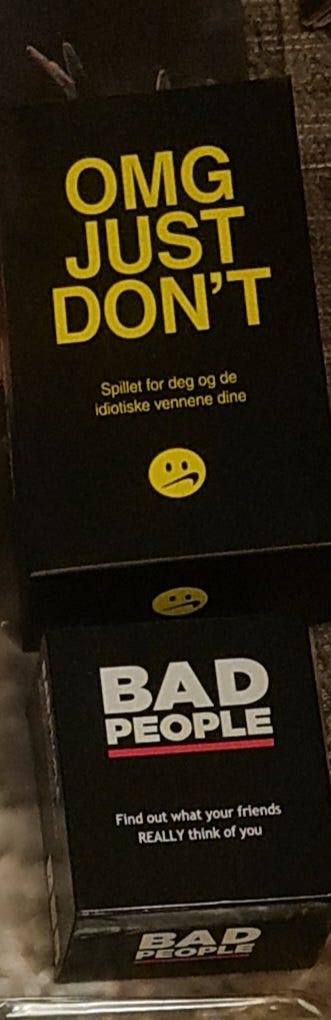 OMG
JUST
DON'T
Spillet for deg og de
idiotiske vennene dine
BAD
PEOPLE
Find out what your friends
REALLY think of you
BAD
PEOPLE